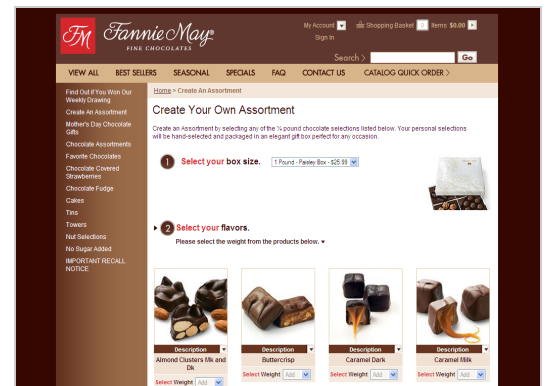 FM
Fannie May®
FINE CHOCOLATES
My Account
Shopping Basket 0 Items $0.00
Sign In
Search > Go
VIEW ALL BEST SELLERS SEASONAL SPECIALS FAQ CONTACT US CATALOG QUICK ORDER >
Find Out If You Won Our
Weekly Drawing
Create An Assortment
Mother's Day Chocolate
Gifts
Chocolate Assortments
Favorite Chocolates
Chocolate Covered
Strawberries
Chocolate Fudge
Cakes
Tins
Towers
Nut Selections
No Sugar Added
IMPORTANT RECALL
NOTICE
Home > Create An Assortment
Create Your Own Assortment
Create an Assortment by selecting any of the ¼ pound chocolate selections listed below. Your personal selections
will be hand-selected and packaged in an elegant gift box perfect for any occasion.
1 Select your box size. 1 Pound - Paisley Box - $25.99
2 Select your flavors.
Please select the weight from the products below.
Description Description Description Description
Almond Clusters Mk and
Dk
Buttercrisp
Caramel Dark
Caramel Milk
Select Weight Add
Select Weight Add
Select Weight Add
Select Weight Add